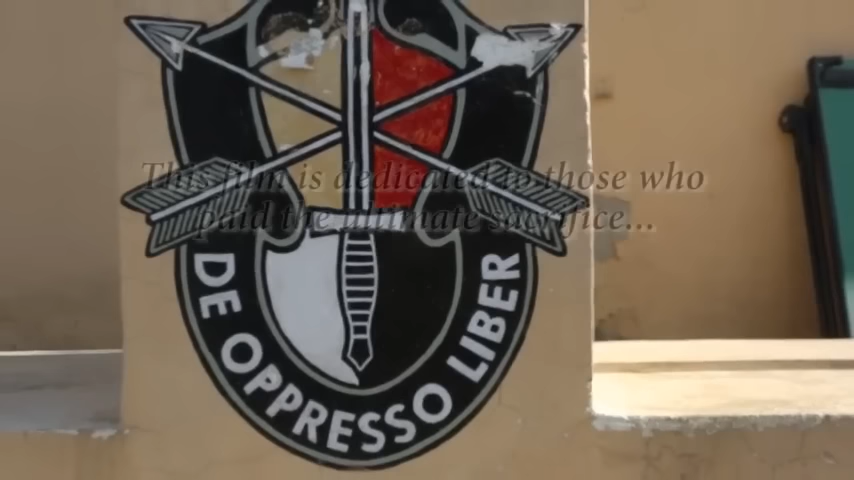 This film is dedicated to those who
paid the ultimate sacrifice...
DE OPPRESSO LIBER